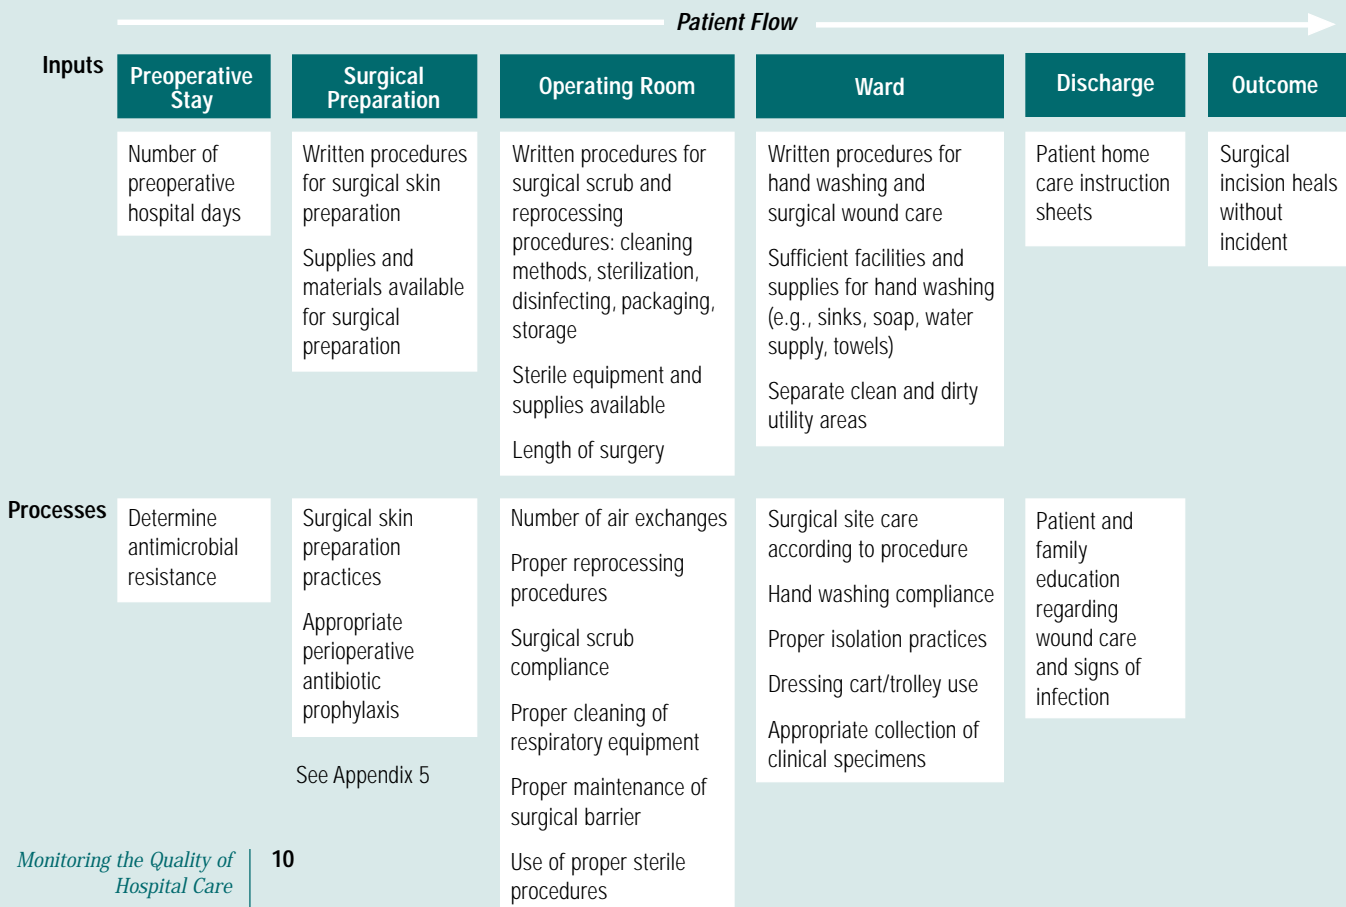 Patient Flow
Inputs
Preoperative
Stay
Surgical
Preparation
Operating Room
Ward
Discharge
Outcome
Number of
preoperative
hospital days
Written procedures
for surgical skin
preparation
Supplies and
materials available
for surgical
preparation
Written procedures for
surgical scrub and
reprocessing
procedures: cleaning
methods, sterilization,
disinfecting, packaging,
storage
Sterile equipment and
supplies available
Length of surgery
Written procedures for
hand washing and
surgical wound care
Sufficient facilities and
supplies for hand washing
(e.g., sinks, soap, water
supply, towels)
Separate clean and dirty
utility areas
Patient home
care instruction
sheets
Surgical
incision heals
without
incident
Processes
Determine
antimicrobial
resistance
Surgical skin
preparation
practices
Appropriate
perioperative
antibiotic
prophylaxis
See Appendix 5
Number of air exchanges
Proper reprocessing
procedures
Surgical scrub
compliance
Proper cleaning of
respiratory equipment
Proper maintenance of
surgical barrier
Use of proper sterile
procedures
Surgical site care
according to procedure
Hand washing compliance
Proper isolation practices
Dressing cart/trolley use
Appropriate collection of
clinical specimens
Patient and
family
education
regarding
wound care
and signs of
infection
Monitoring the Quality of
Hospital Care
10